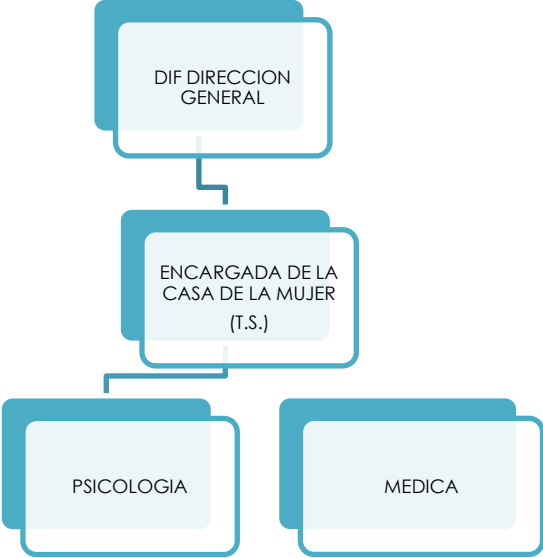 DIF DIRECCION
GENERAL
ENCARGADA DE LA
CASA DE LA MUJER
(T.S.)
PSICOLOGIA
MEDICA